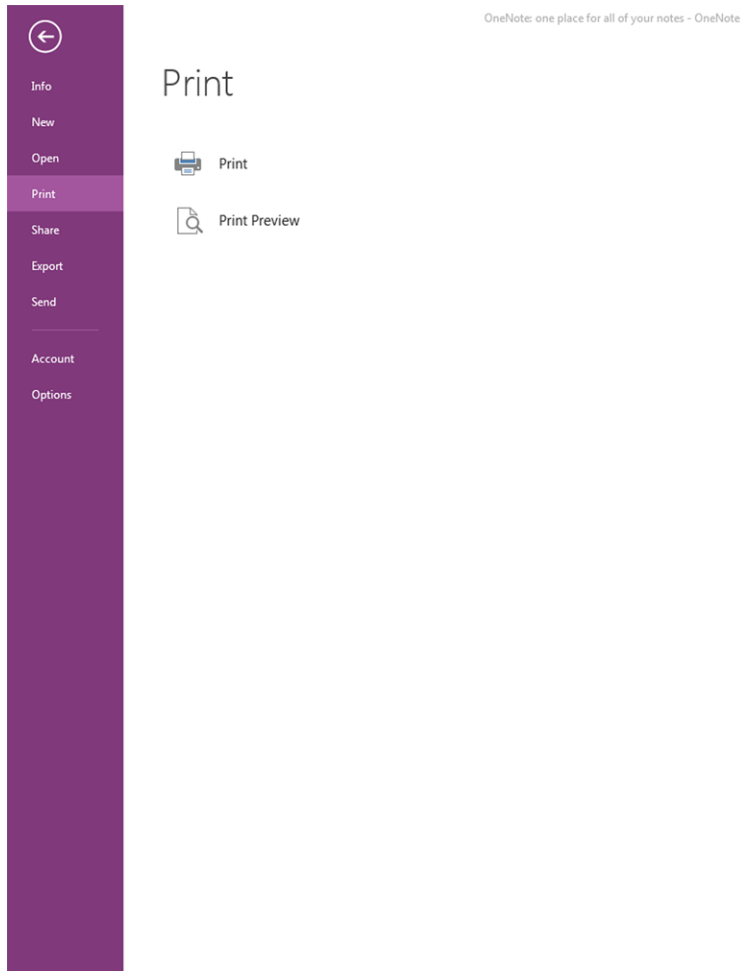 OneNote: one place for all of your notes - OneNote
Print
Info
New
Open
Print
Share
Export
Send
Account
Options
Print
Print Preview